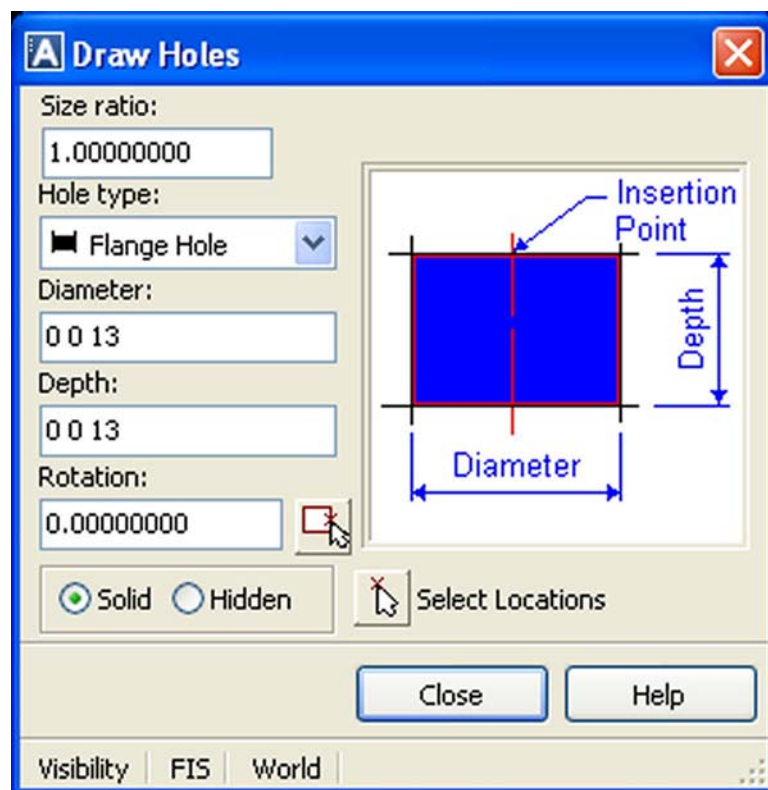 A Draw Holes
Size ratio:
1.00000000
Hole type:
Flange Hole
Diameter:
0 0 13
Depth:
0 0 13
Rotation:
0.00000000
Insertion
Point
Depth
Diameter
Solid Hidden
Select Locations
Close Help
Visibility FIS World